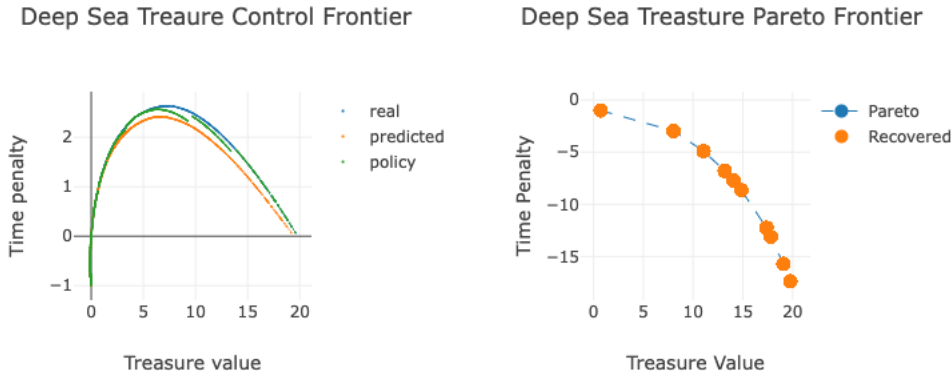 Deep Sea Treaure Control Frontier
Time penalty
2
1
0
−1
0
5
10
15
20
Treasure value
real
predicted
policy
Deep Sea Treasture Pareto Frontier
Time Penalty
0
−5
−10
−15
0
5
10
15
20
Treasure Value
Pareto
Recovered